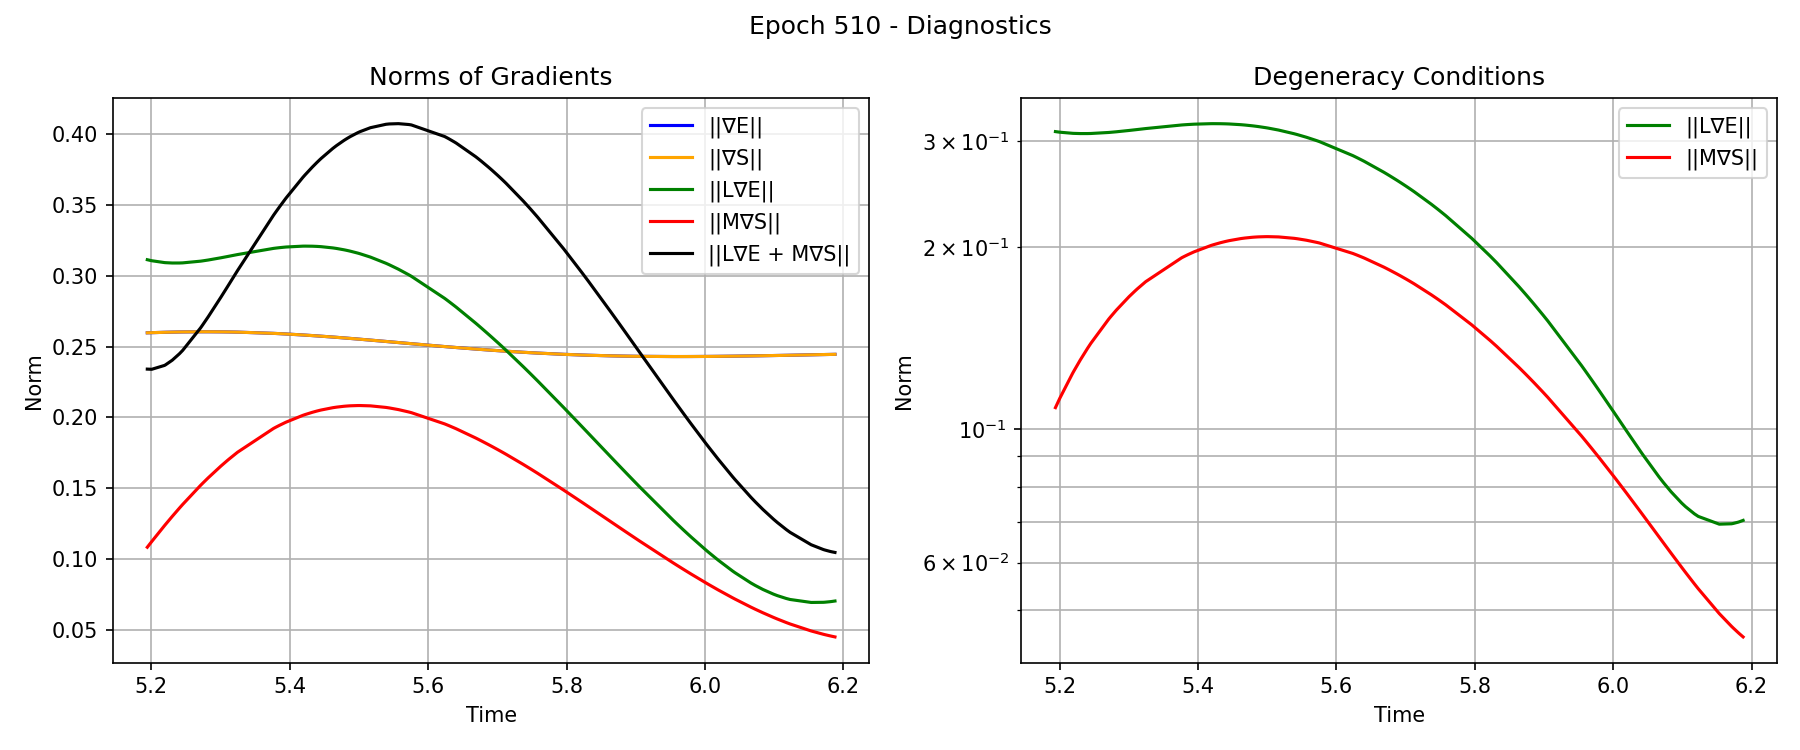 Epoch 510 - Diagnostics
Norms of Gradients
Norm
0.40
0.35
0.30
0.25
0.20
0.15
0.10
0.05
5.2 5.4 5.6 5.8 6.0 6.2
Time
||∇E||
||∇S||
||L∇E||
||M∇S||
||L∇E + M∇S||
Degeneracy Conditions
Norm
3 × 10⁻¹
2 × 10⁻¹
10⁻¹
6 × 10⁻²
5.2 5.4 5.6 5.8 6.0 6.2
Time
||L∇E||
||M∇S||